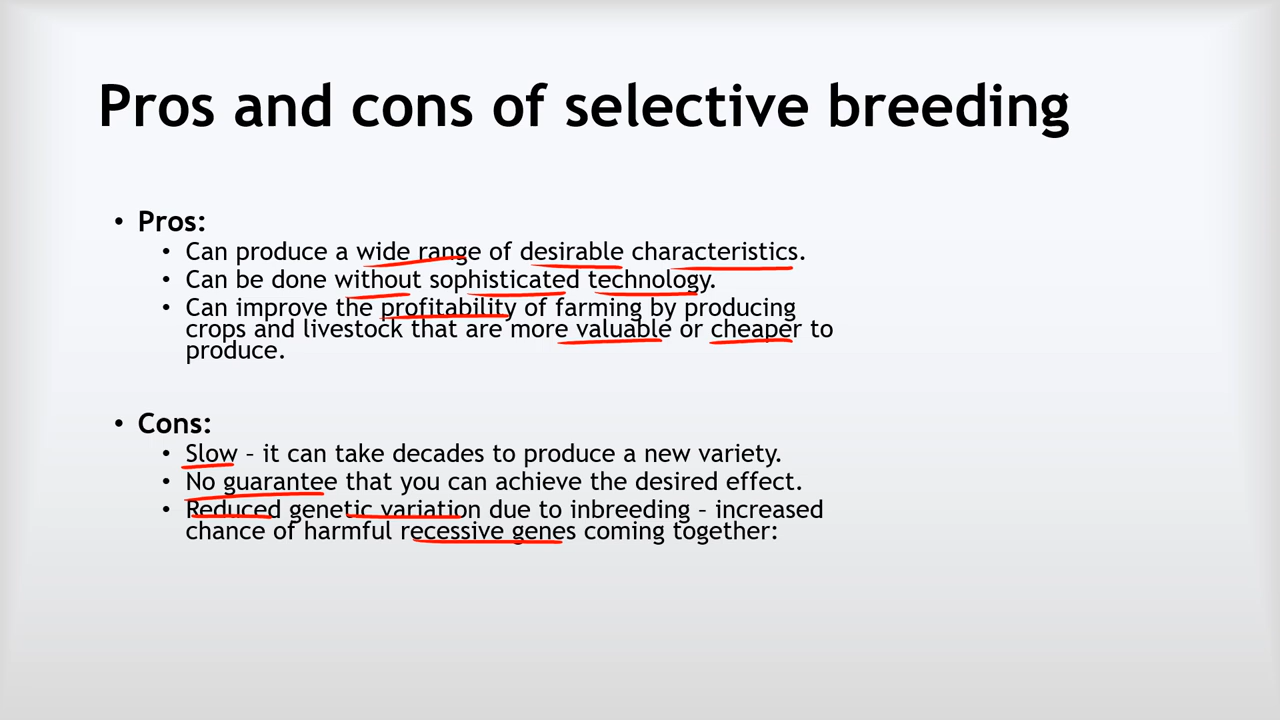 Pros and cons of selective breeding
• Pros:
• Can produce a wide range of desirable characteristics.
• Can be done without sophisticated technology.
• Can improve the profitability of farming by producing
crops and livestock that are more valuable or cheaper to
produce.
• Cons:
• Slow – it can take decades to produce a new variety.
• No guarantee that you can achieve the desired effect.
• Reduced genetic variation due to inbreeding – increased
chance of harmful recessive genes coming together: